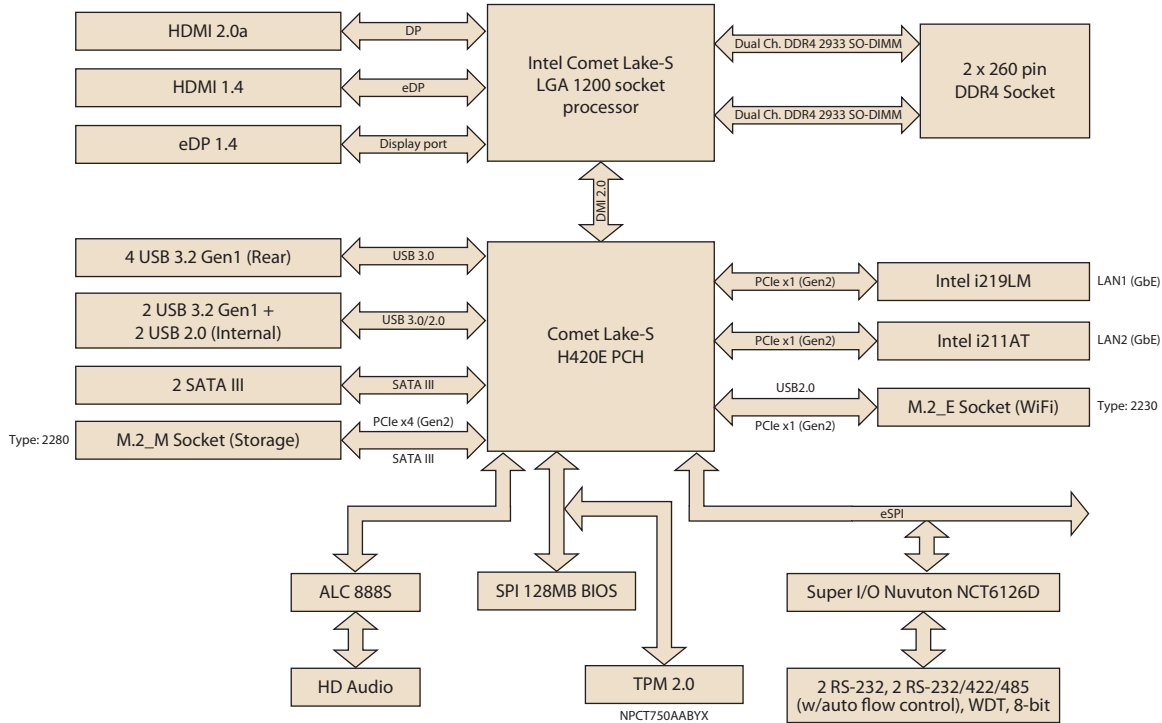 HDMI 2.0a
DP
HDMI 1.4
eDP
eDP 1.4
Display port
Intel Comet Lake-S
LGA 1200 socket
processor
Dual Ch. DDR4 2933 SO-DIMM
Dual Ch. DDR4 2933 SO-DIMM
2 x 260 pin
DDR4 Socket
DMI 2.0
4 USB 3.2 Gen1 (Rear)
USB 3.0
2 USB 3.2 Gen1 +
2 USB 2.0 (Internal)
USB 3.0/2.0
2 SATA III
SATA III
Type: 2280
M.2_M Socket (Storage)
PCIe x4 (Gen2)
SATA III
Comet Lake-S
H420E PCH
PCIe x1 (Gen2)
Intel i219LM
LAN1 (GbE)
PCIe x1 (Gen2)
Intel i211AT
LAN2 (GbE)
USB2.0
PCIe x1 (Gen2)
M.2_E Socket (WiFi)
Type: 2230
eSPI
ALC 888S
SPI 128MB BIOS
Super I/O Nuvuton NCT6126D
HD Audio
TPM 2.0
NPCT750AABYX
2 RS-232, 2 RS-232/422/485
(w/auto flow control), WDT, 8-bit